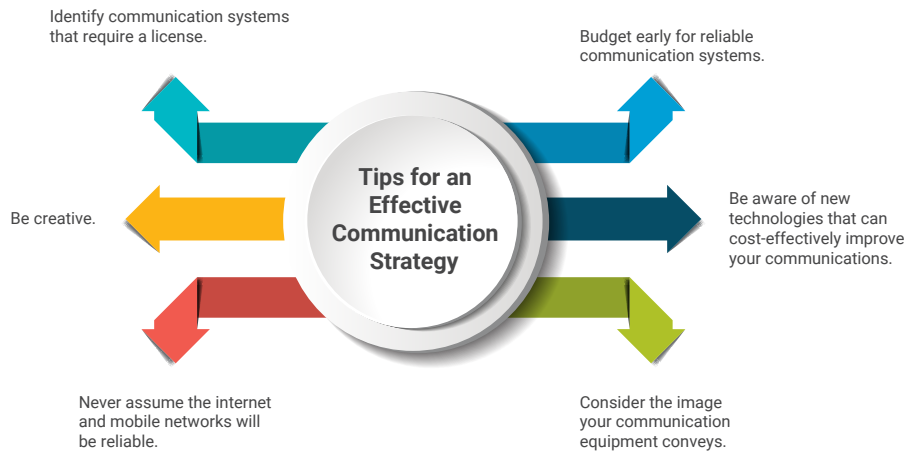 Identify communication systems
that require a license.
Budget early for reliable
communication systems.
Tips for an
Effective
Communication
Strategy
Be creative.
Be aware of new
technologies that can
cost-effectively improve
your communications.
Never assume the internet
and mobile networks will
be reliable.
Consider the image
your communication
equipment conveys.